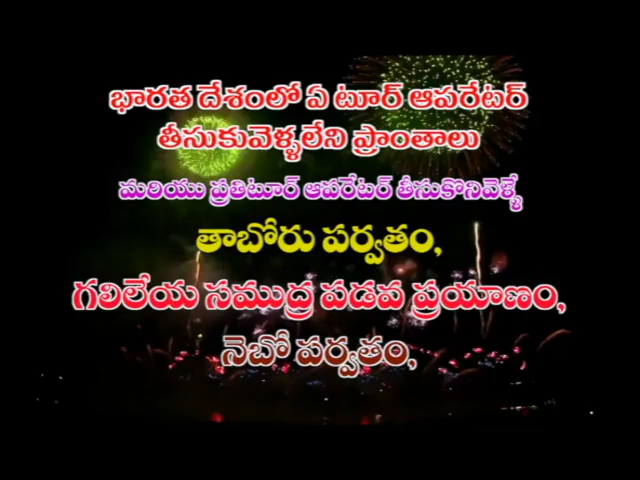 భారత దేశంలో ఏ టూర్ ఆపరేటర్
తీసుకువెళ్ళలేని ప్రాంతాలు
మరియు ప్రతిటూర్ ఆపరేటర్ తీసుకొనివెళ్ళే
తాబోరు పర్వతం,
గలిలేయ సముద్ర పడవ ప్రయాణం,
నెబో పర్వతం,